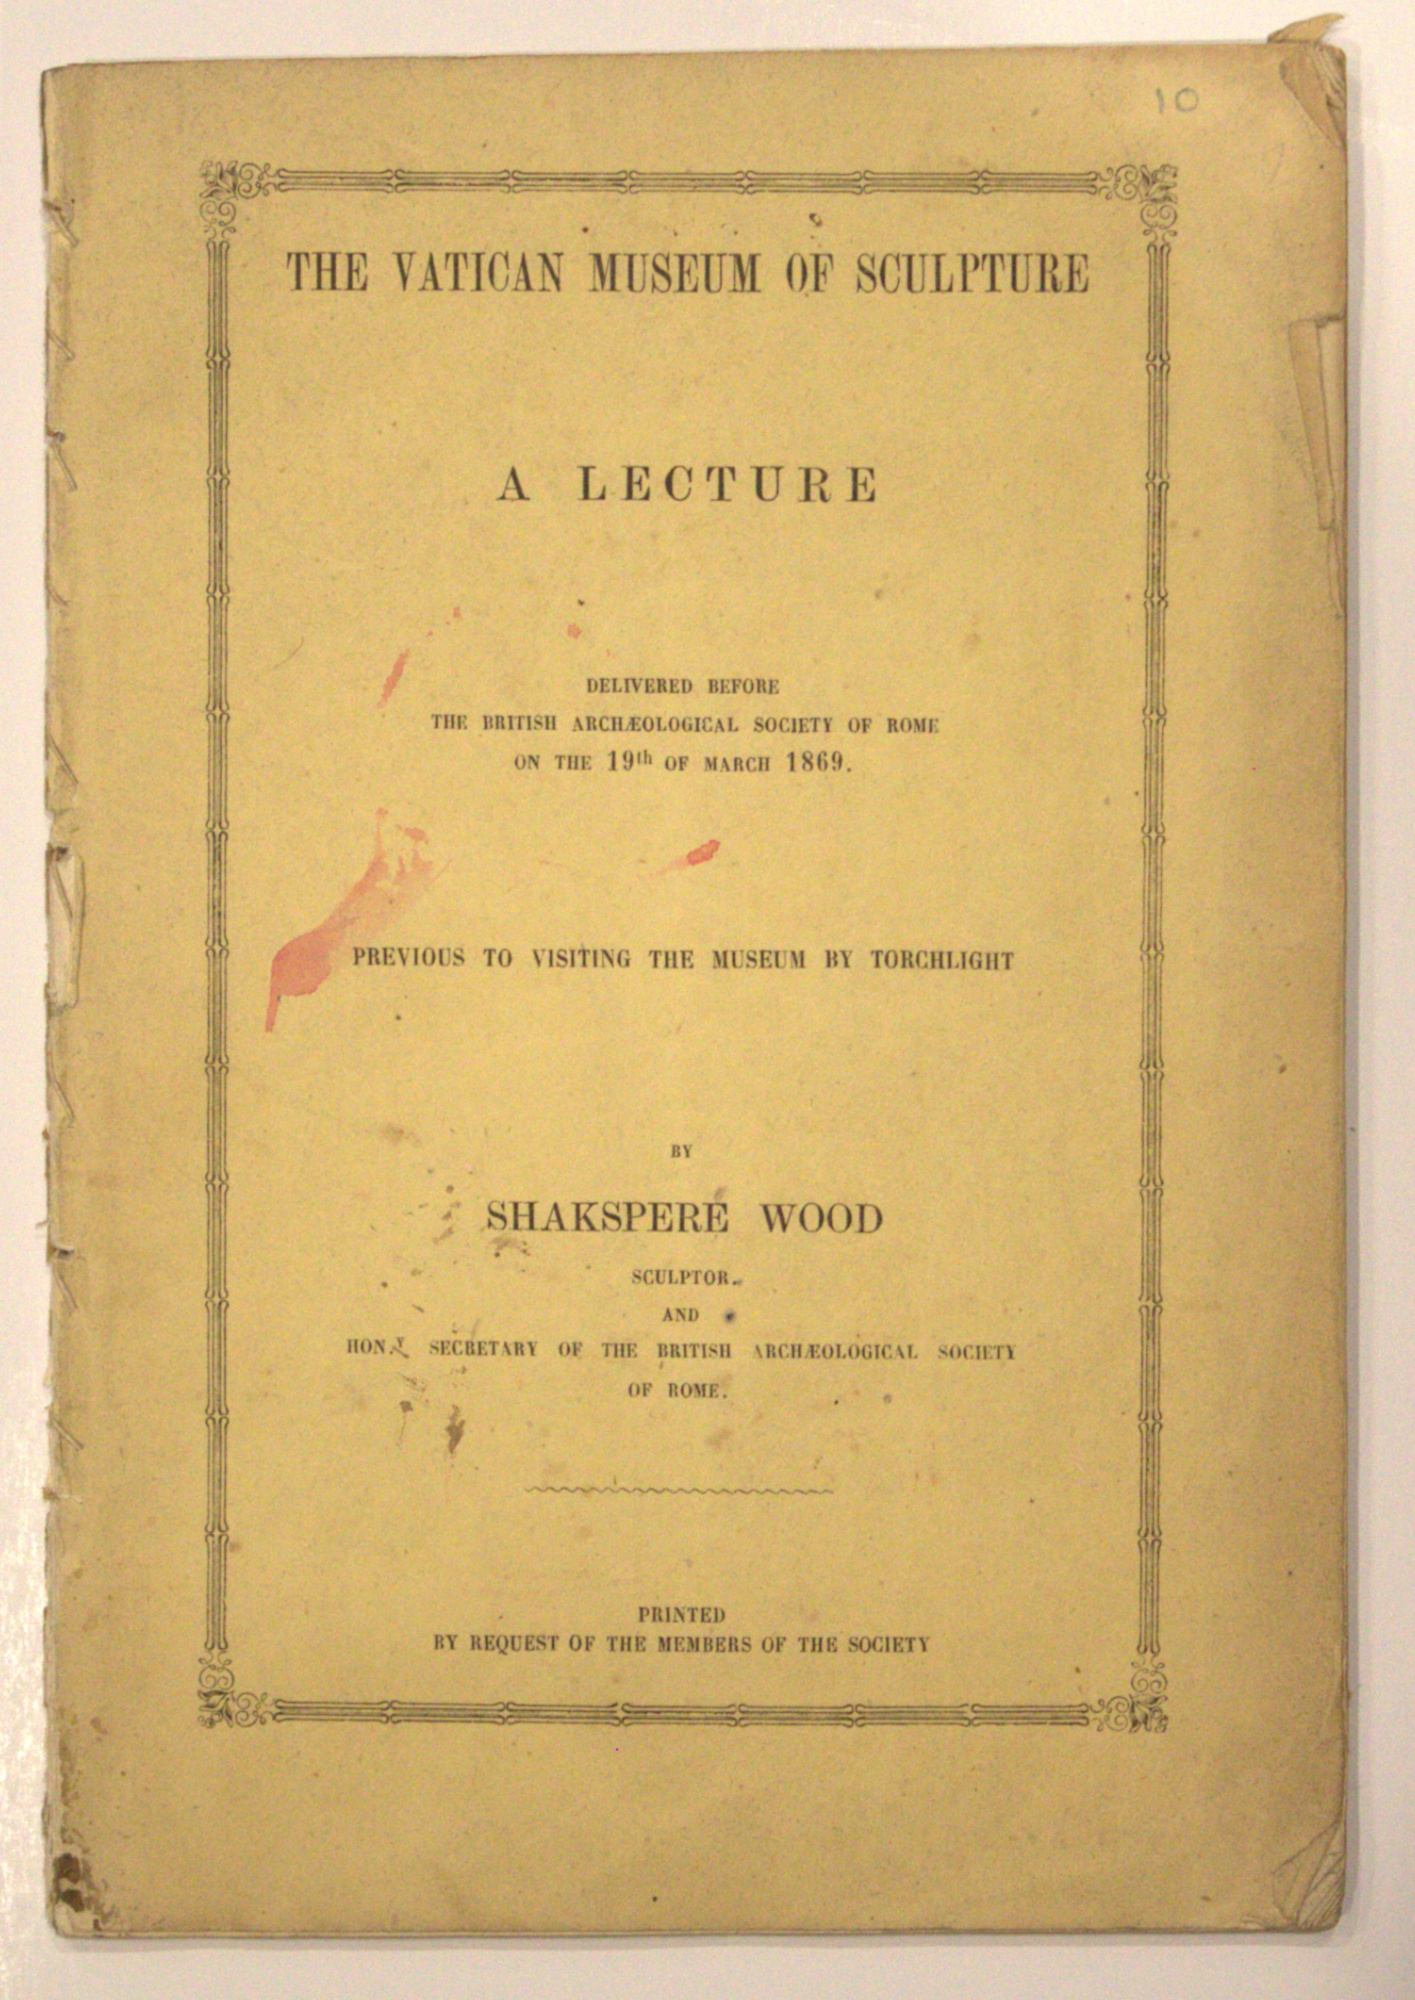 10
THE VATICAN MUSEUM OF SCULPTURE
A LECTURE
DELIVERED BEFORE
THE BRITISH ARCHÆOLOGICAL SOCIETY OF ROME
ON THE 19th OF MARCH 1869.
PREVIOUS TO VISITING THE MUSEUM BY TORCHLIGHT
BY
SHAKSPERE WOOD
SCULPTOR.
AND
HON.Y SECRETARY OF THE BRITISH ARCHÆOLOGICAL SOCIETY
OF ROME.
PRINTED
BY REQUEST OF THE MEMBERS OF THE SOCIETY